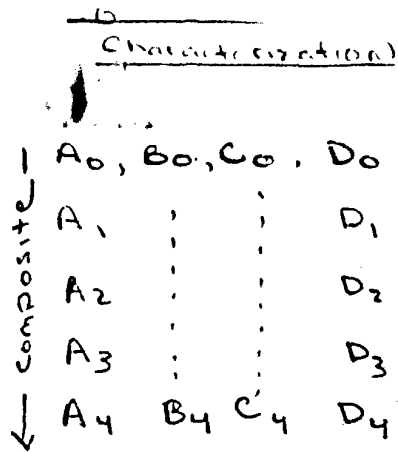 Characterization
A0, B0, C0, D0
A1 D1
A2 D2
A3 D3
A4 B4 C4 D4
Composite